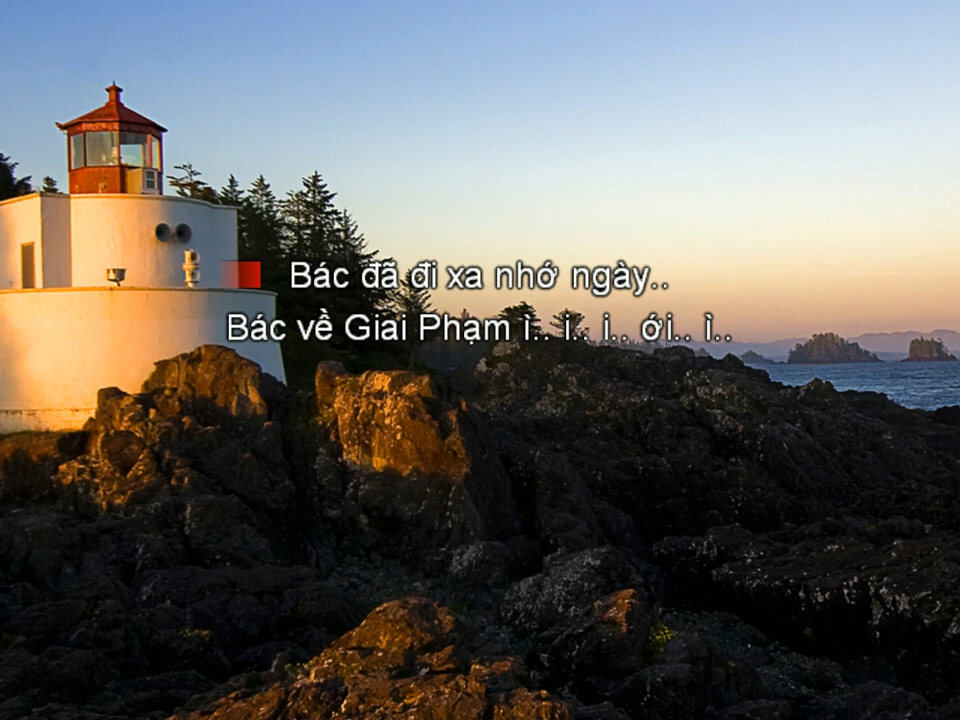 Bác đã đi xa nhớ ngày..
Bác về Giai Phạm ì.. i.. i.. ới.. ì..